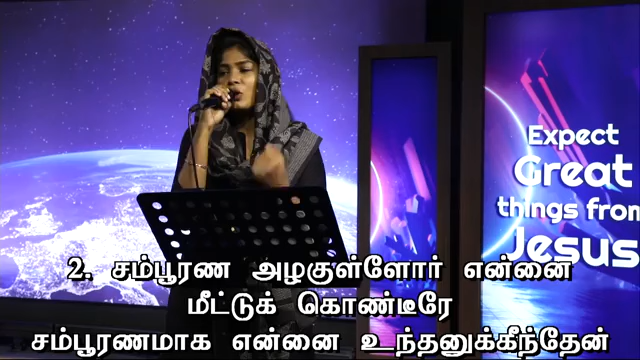 Expect
Great
things from
Jesus
2. சம்பூரண அழகுள்ளோர் என்னை
மீட்டுக் கொண்டீரே
சம்பூரணமாக என்னை உந்தனுக்கீந்தேன்